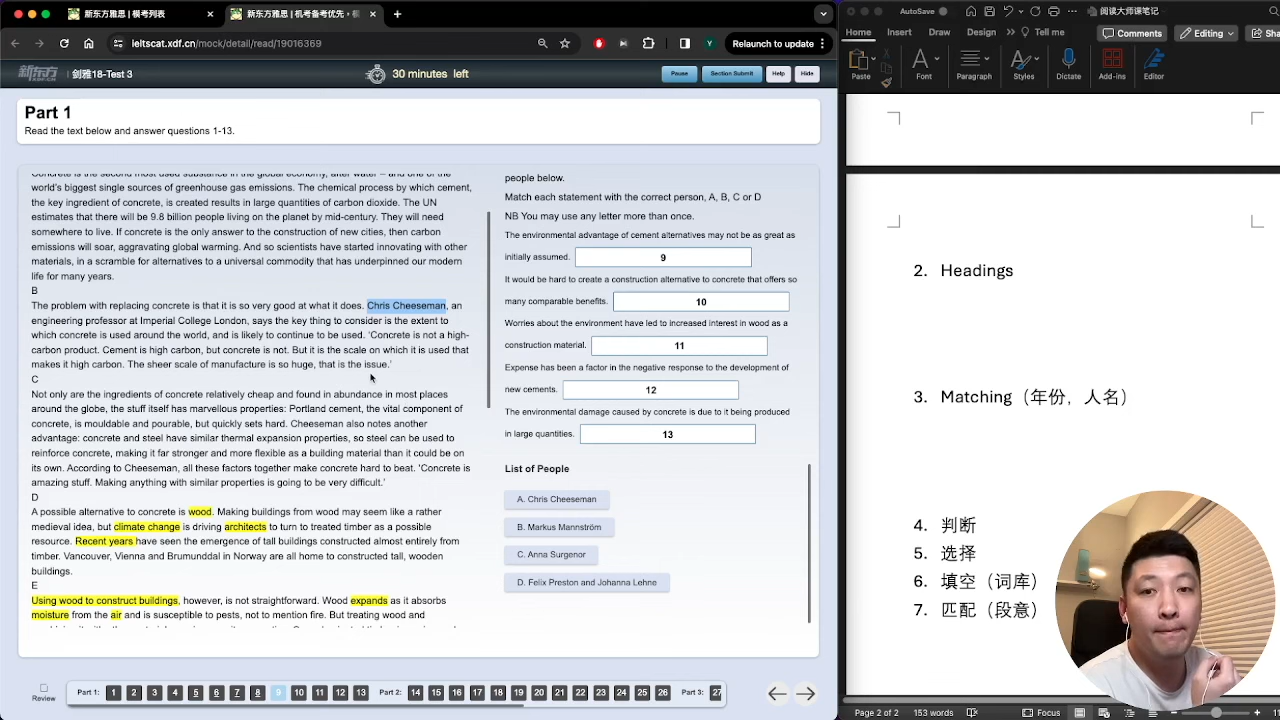 新东方雅思 | 模考列表
新东方雅思 | 机考考试优先 • 
leicecat.xdf.cn/mock/detail/read/19016369
Relaunch to update
新东方 剑雅18-Test 3
minutes left
Pause
Section Submit
Help
Hide
Part 1
Read the text below and answer questions 1-13.
Concrete is the second most used substance in the global economy, after water – and one of the
world's biggest single sources of greenhouse gas emissions. The chemical process by which cement,
the key ingredient of concrete, is created results in large quantities of carbon dioxide. The UN
estimates that there will be 9.8 billion people living on the planet by mid-century. They will need
somewhere to live. If concrete is the only answer to the construction of new cities, then carbon
emissions will soar, aggravating global warming. And so scientists have started innovating with other
materials, in a scramble for alternatives to a universal commodity that has underpinned our modern
life for many years.
B
The problem with replacing concrete is that it is so very good at what it does. Chris Cheeseman, an
engineering professor at Imperial College London, says the key thing to consider is the extent to
which concrete is used around the world, and is likely to continue to be used. 'Concrete is not a high-
carbon product. Cement is high carbon, but concrete is not. But it is the scale on which it is used that
makes it high carbon. The sheer scale of manufacture is so huge, that is the issue.'
C
Not only are the ingredients of concrete relatively cheap and found in abundance in most places
around the globe, the stuff itself has marvellous properties: Portland cement, the vital component of
concrete, is mouldable and pourable, but quickly sets hard. Cheeseman also notes another
advantage: concrete and steel have similar thermal expansion properties, so steel can be used to
reinforce concrete, making it far stronger and more flexible as a building material than it could be on
its own. According to Cheeseman, all these factors together make concrete hard to beat. 'Concrete is
amazing stuff. Making anything with similar properties is going to be very difficult.'
D
A possible alternative to concrete is wood. Making buildings from wood may seem like a rather
medieval idea, but climate change is driving architects to turn to treated timber as a possible
resource. Recent years have seen the emergence of tall buildings constructed almost entirely from
timber. Vancouver, Vienna and Brumunddal in Norway are all home to constructed tall, wooden
buildings.
E
Using wood to construct buildings, however, is not straightforward. Wood expands as it absorbs
moisture from the air and is susceptible to pests, not to mention fire. But treating wood and
people below.
Match each statement with the correct person, A, B, C or D
NB You may use any letter more than once.
The environmental advantage of cement alternatives may not be as great as
initially assumed. 9
It would be hard to create a construction alternative to concrete that offers so
many comparable benefits. 10
Worries about the environment have led to increased interest in wood as a
construction material. 11
Expense has been a factor in the negative response to the development of
new cements. 12
The environmental damage caused by concrete is due to it being produced
in large quantities. 13
List of People
A. Chris Cheeseman
B. Markus Mannström
C. Anna Surgenor
D. Felix Preston and Johanna Lehne
Review
Part 1: 1 2 3 4 5 6 7 8 9 10 11 12 13 Part 2: 14 15 16 17 18 19 20 21 22 23 24 25 26 Part 3: 27
AutoSave
阅读大师课笔记
Home Insert Draw Design Tell me
Comments
Editing
Sha
Paste
Font
Paragraph
Styles
Dictate
Add-ins
Editor
2. Headings
3. Matching（年份，人名）
4. 判断
5. 选择
6. 填空（词库）
7. 匹配（段意）
Page 2 of 2 153 words
Focus